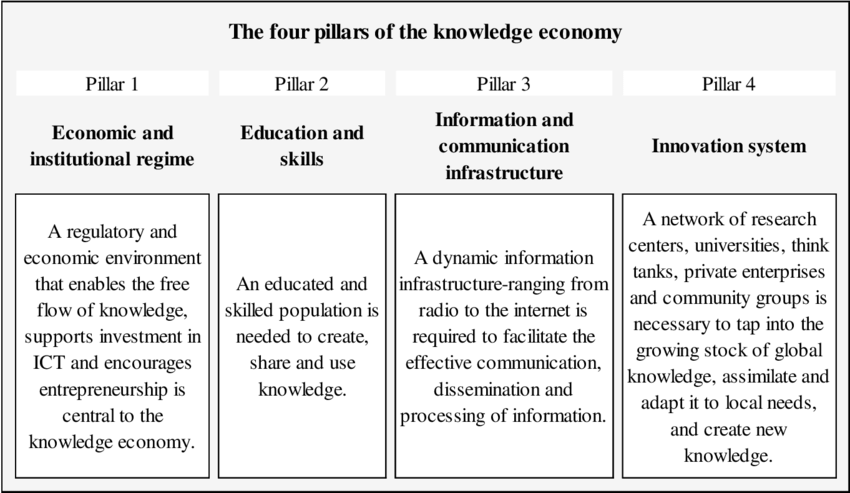 The four pillars of the knowledge economy
Pillar 1
Economic and
institutional regime
A regulatory and
economic environment
that enables the free
flow of knowledge,
supports investment in
ICT and encourages
entrepreneurship is
central to the
knowledge economy.
Pillar 2
Education and
skills
An educated and
skilled population is
needed to create,
share and use
knowledge.
Pillar 3
Information and
communication
infrastructure
A dynamic information
infrastructure-ranging from
radio to the internet is
required to facilitate the
effective communication,
dissemination and
processing of information.
Pillar 4
Innovation system
A network of research
centers, universities, think
tanks, private enterprises
and community groups is
necessary to tap into the
growing stock of global
knowledge, assimilate and
adapt it to local needs,
and create new
knowledge.